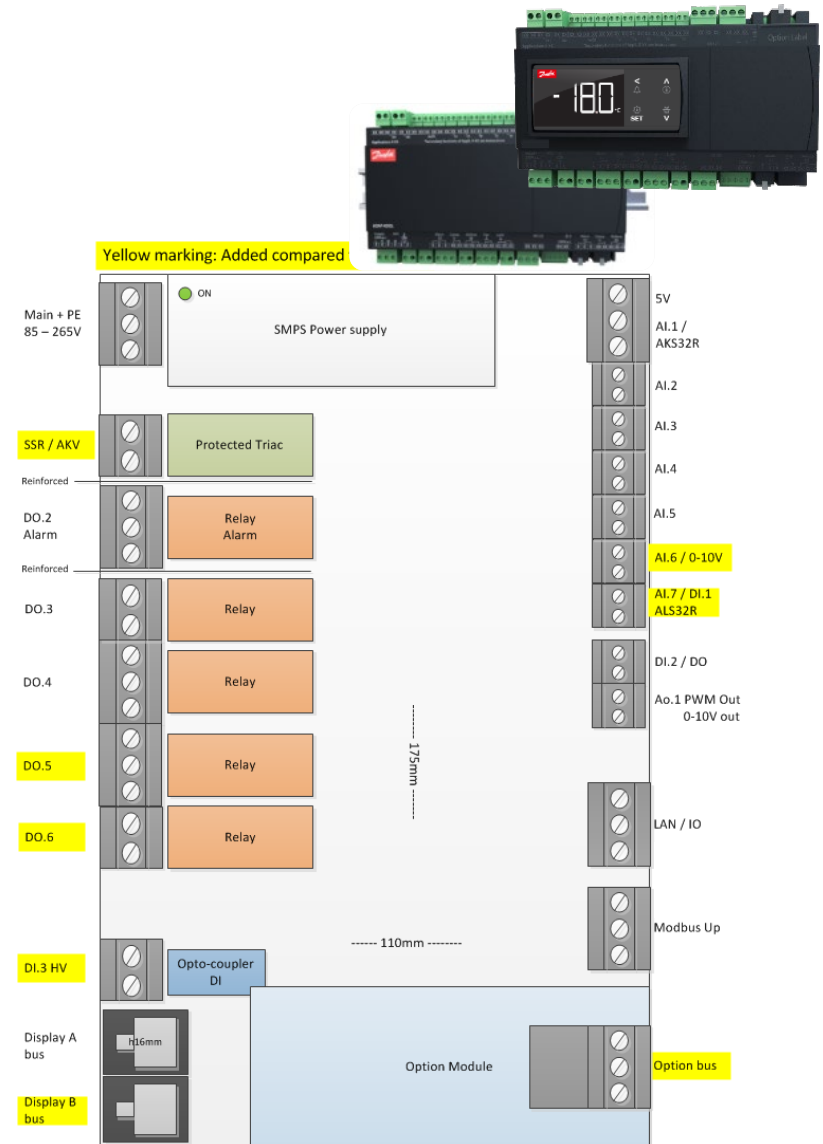 Danfoss
- 18.0 °C
SET
Danfoss
Yellow marking: Added compared
Main + PE
85 – 265V
ON
SMPS Power supply
5V
AI.1 /
AKS32R
AI.2
AI.3
AI.4
AI.5
AI.6 / 0-10V
AI.7 / DI.1
ALS32R
DI.2 / DO
Ao.1 PWM Out
0-10V out
SSR / AKV
Protected Triac
Reinforced
DO.2
Alarm
Relay
Alarm
Reinforced
DO.3
Relay
DO.4
Relay
DO.5
Relay
DO.6
Relay
175mm
110mm
LAN / IO
Modbus Up
DI.3 HV
Opto-coupler
DI
Display A
bus
h16mm
Display B
bus
Option Module
Option bus